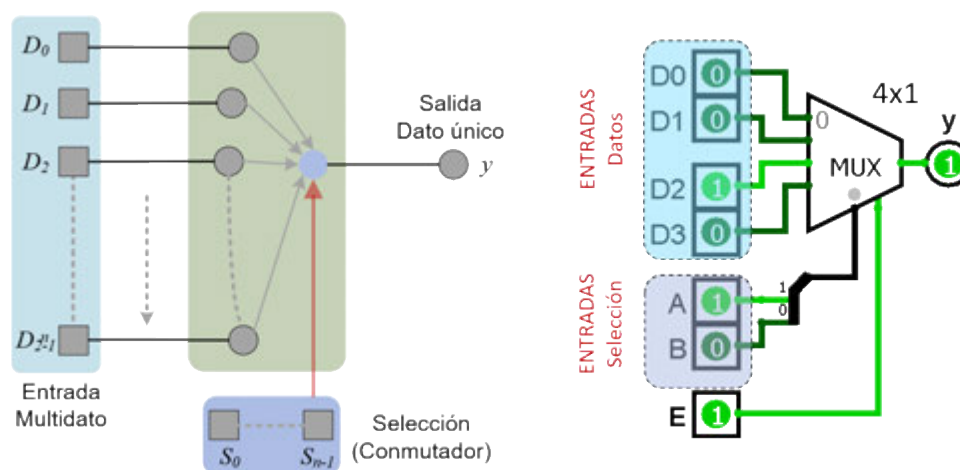 D0
D1
D2
D2ⁿ-1
Entrada
Multidato
Salida
Dato único
y
Selección
(Conmutador)
S0
Sn-1
ENTRADAS
Datos
D0
0
D1
0
D2
1
D3
0
4x1
0
MUX
y
1
ENTRADAS
Selección
A
1
B
0
1
0
E
1